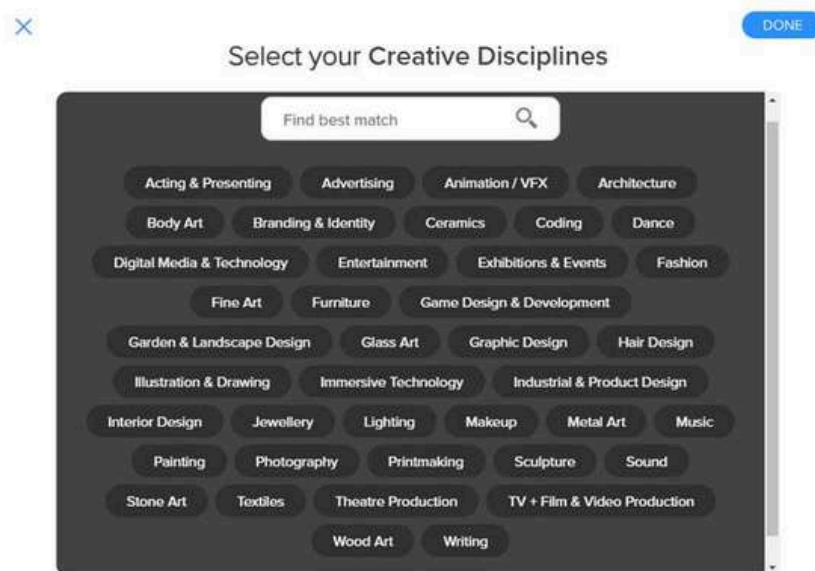 DONE
Select your Creative Disciplines
Find best match
Acting & Presenting Advertising Animation / VFX Architecture
Body Art Branding & Identity Ceramics Coding Dance
Digital Media & Technology Entertainment Exhibitions & Events Fashion
Fine Art Furniture Game Design & Development
Garden & Landscape Design Glass Art Graphic Design Hair Design
Illustration & Drawing Immersive Technology Industrial & Product Design
Interior Design Jewellery Lighting Makeup Metal Art Music
Painting Photography Printmaking Sculpture Sound
Stone Art Textiles Theatre Production TV + Film & Video Production
Wood Art Writing